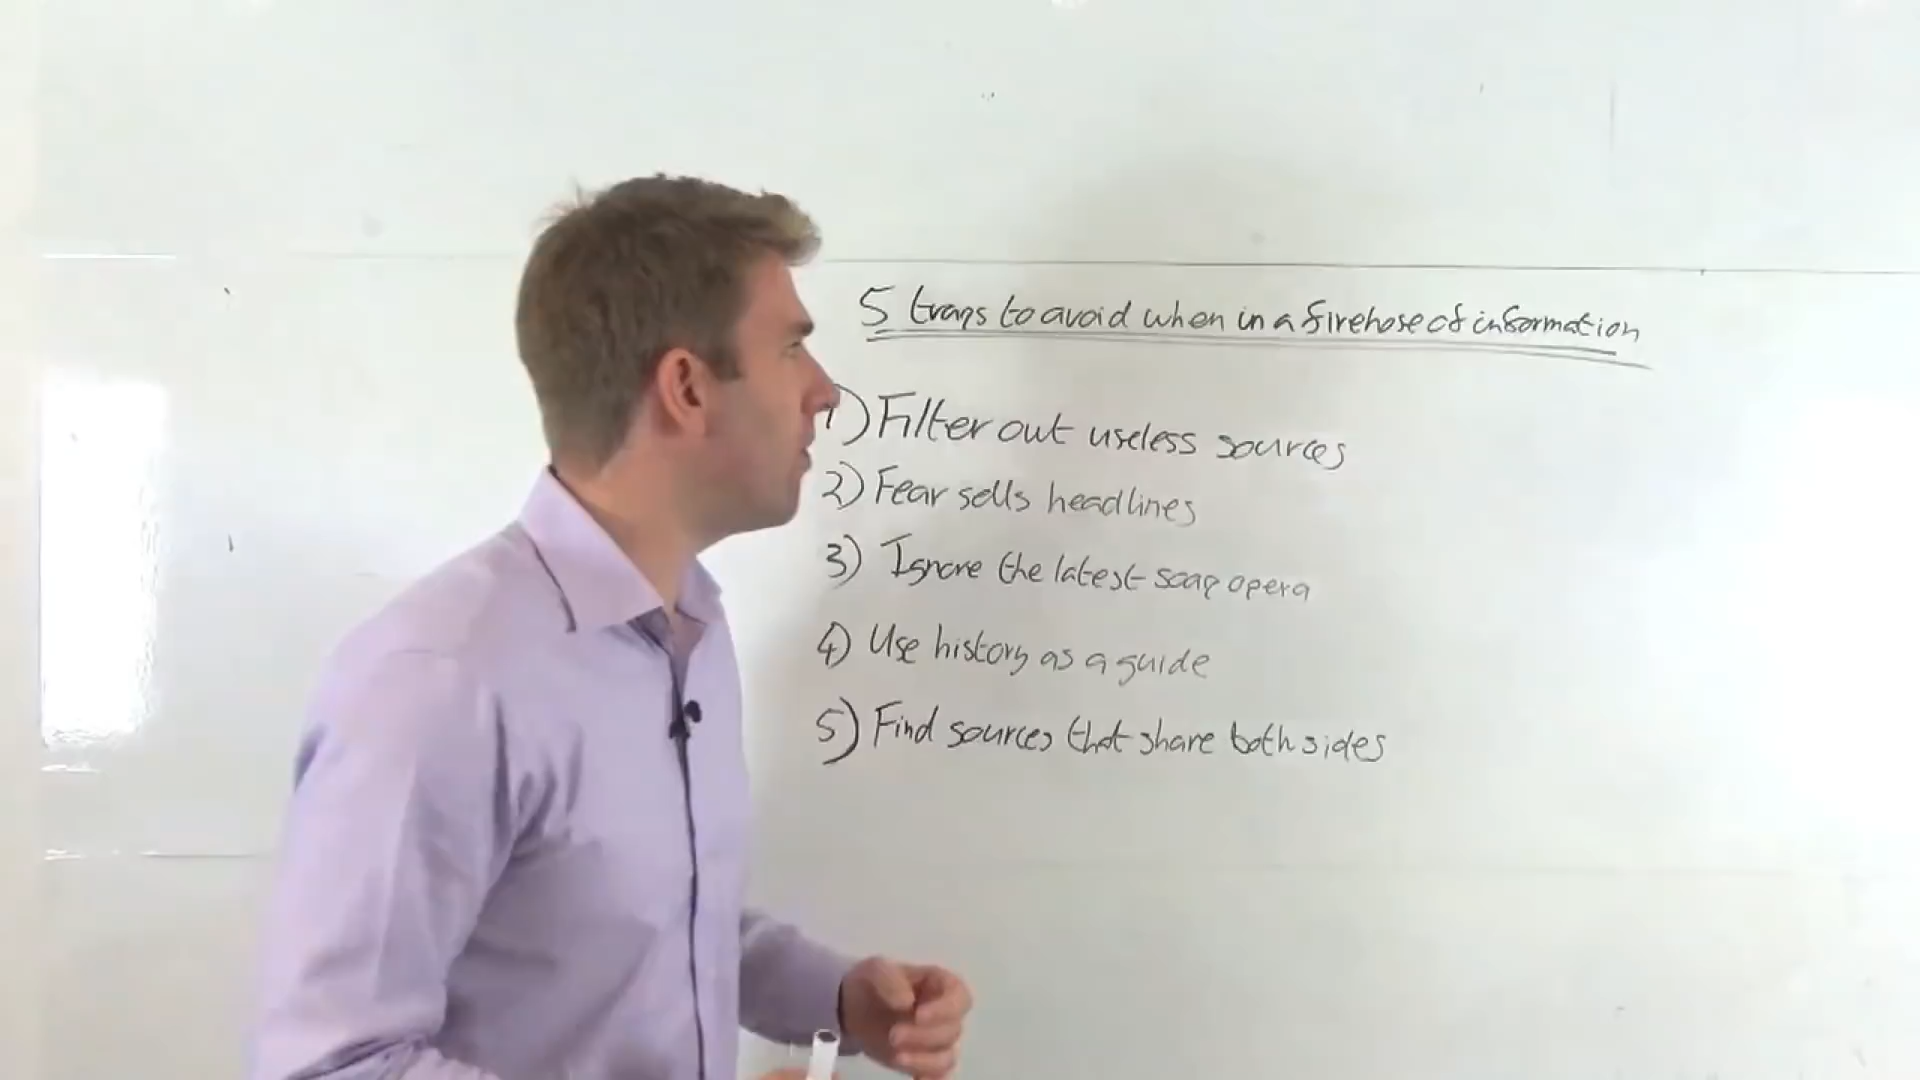 5 traps to avoid when in a firehose of information
1) Filter out useless sources
2) Fear sells headlines
3) Ignore the latest soap opera
4) Use history as a guide
5) Find sources that share both sides